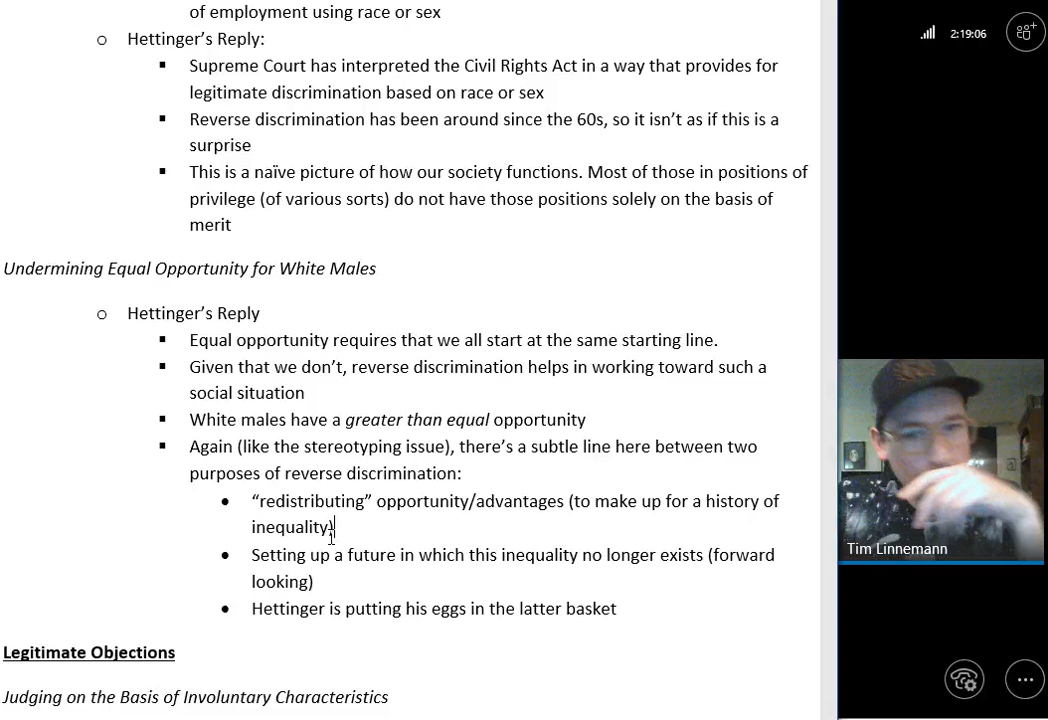 of employment using race or sex
o Hettinger's Reply:
▪ Supreme Court has interpreted the Civil Rights Act in a way that provides for
legitimate discrimination based on race or sex
▪ Reverse discrimination has been around since the 60s, so it isn't as if this is a
surprise
▪ This is a naïve picture of how our society functions. Most of those in positions of
privilege (of various sorts) do not have those positions solely on the basis of
merit
Undermining Equal Opportunity for White Males
o Hettinger's Reply
▪ Equal opportunity requires that we all start at the same starting line.
▪ Given that we don't, reverse discrimination helps in working toward such a
social situation
▪ White males have a greater than equal opportunity
▪ Again (like the stereotyping issue), there's a subtle line here between two
purposes of reverse discrimination:
• "redistributing" opportunity/advantages (to make up for a history of
inequality)
• Setting up a future in which this inequality no longer exists (forward
looking)
• Hettinger is putting his eggs in the latter basket
Legitimate Objections
Judging on the Basis of Involuntary Characteristics
2:19:06
Tim Linnemann